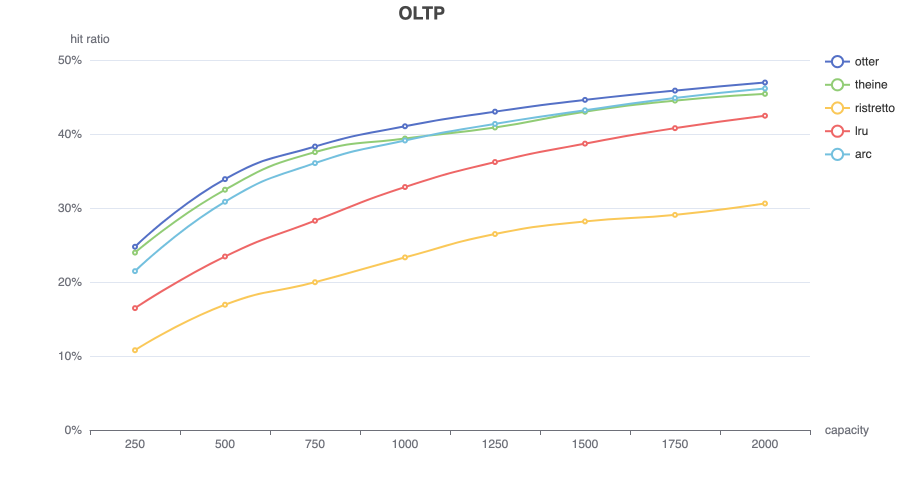 OLTP
hit ratio
50%
40%
30%
20%
10%
0%
250 500 750 1000 1250 1500 1750 2000
capacity
otter
theine
ristretto
lru
arc